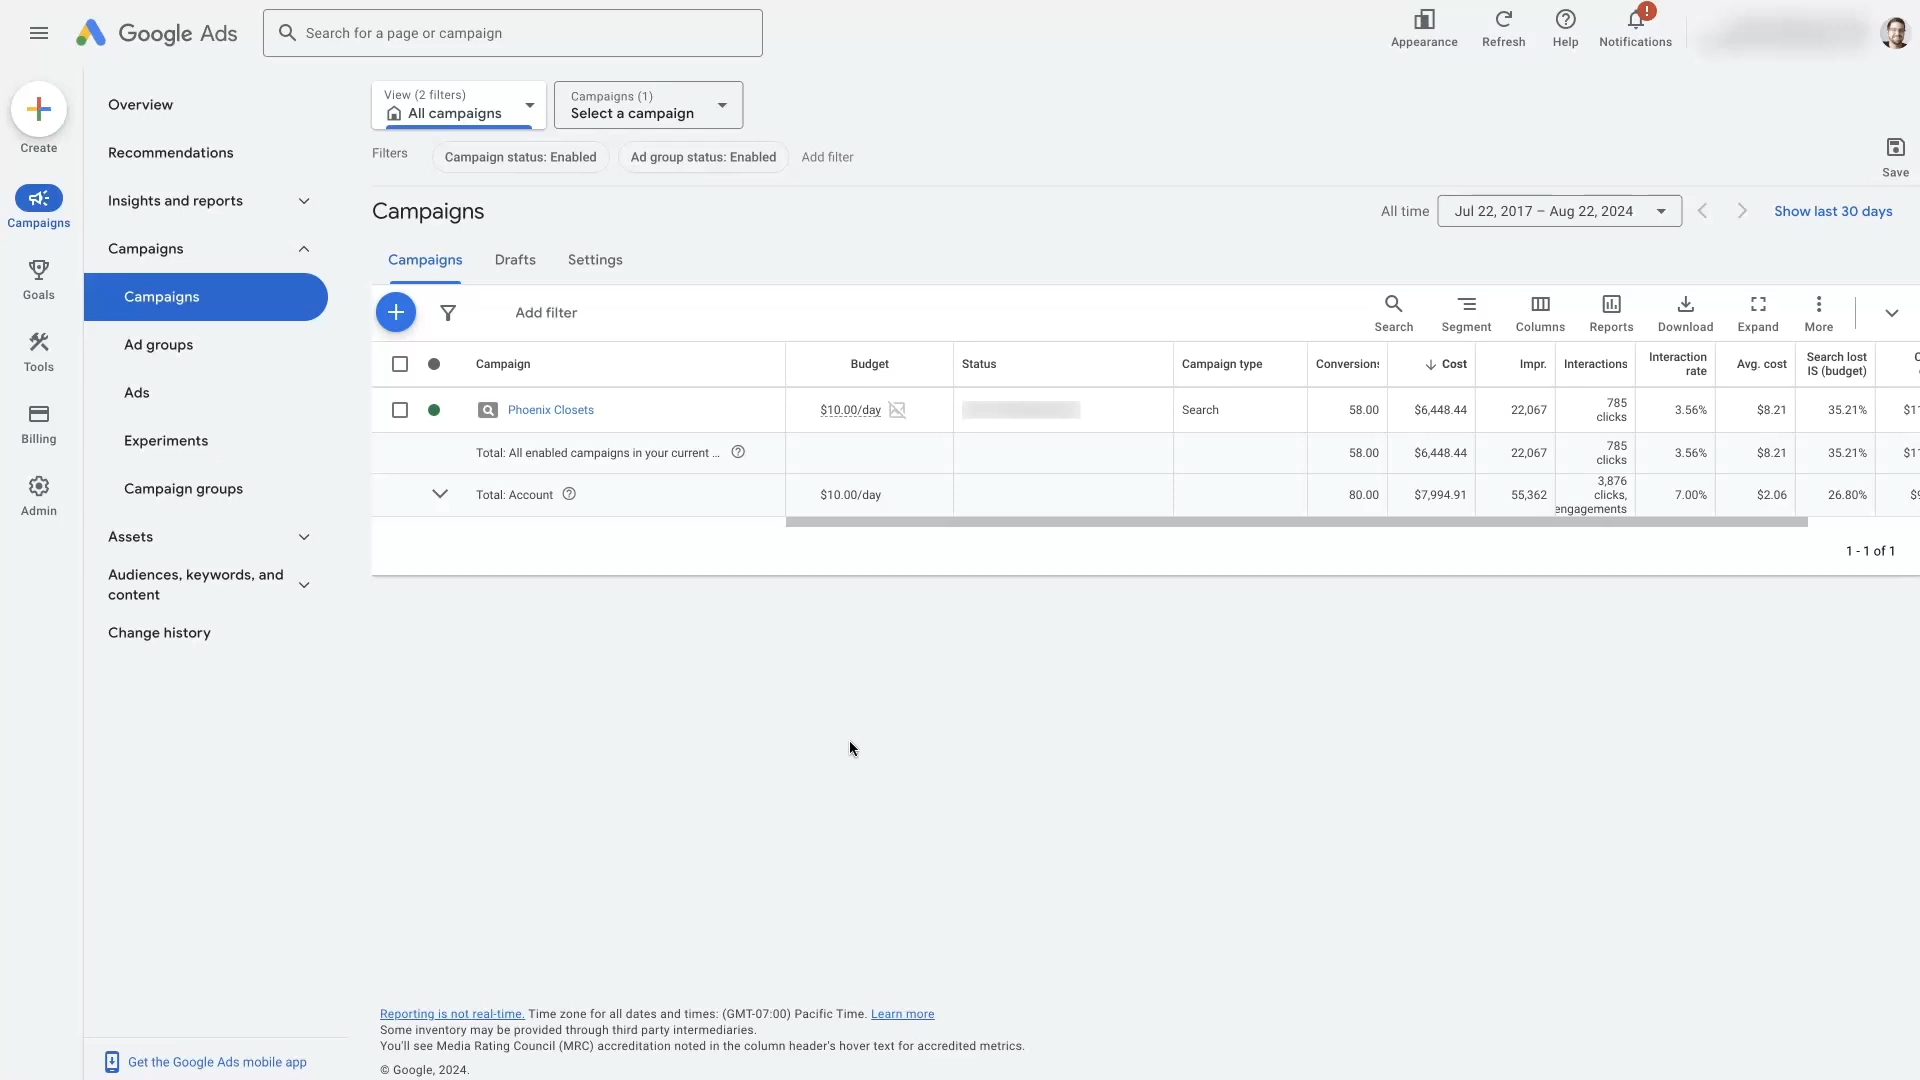 Google Ads
Search for a page or campaign
Appearance
Refresh
Help
!
Notifications
Create
Campaigns
Goals
Tools
Billing
Admin
Overview
Recommendations
Insights and reports
Campaigns
Campaigns
Ad groups
Ads
Experiments
Campaign groups
Assets
Audiences, keywords, and
content
Change history
Get the Google Ads mobile app
View (2 filters)
All campaigns
Campaigns (1)
Select a campaign
Filters
Campaign status: Enabled
Ad group status: Enabled
Add filter
Save
Campaigns
All time
Jul 22, 2017 – Aug 22, 2024
Show last 30 days
Campaigns
Drafts
Settings
Add filter
Search
Segment
Columns
Reports
Download
Expand
More
Campaign
Budget
Status
Campaign type
Conversions
Cost
Impr.
Interactions
Interaction
rate
Avg. cost
Search lost
IS (budget)
Phoenix Closets
$10.00/day
Search
58.00
$6,448.44
22,067
785
clicks
3.56%
$8.21
35.21%
Total: All enabled campaigns in your current ...
58.00
$6,448.44
22,067
785
clicks
3.56%
$8.21
35.21%
Total: Account
$10.00/day
80.00
$7,994.91
55,362
3,876
clicks,
engagements
7.00%
$2.06
26.80%
1 - 1 of 1
Reporting is not real-time. Time zone for all dates and times: (GMT-07:00) Pacific Time. Learn more
Some inventory may be provided through third party intermediaries.
You'll see Media Rating Council (MRC) accreditation noted in the column header's hover text for accredited metrics.
© Google, 2024.